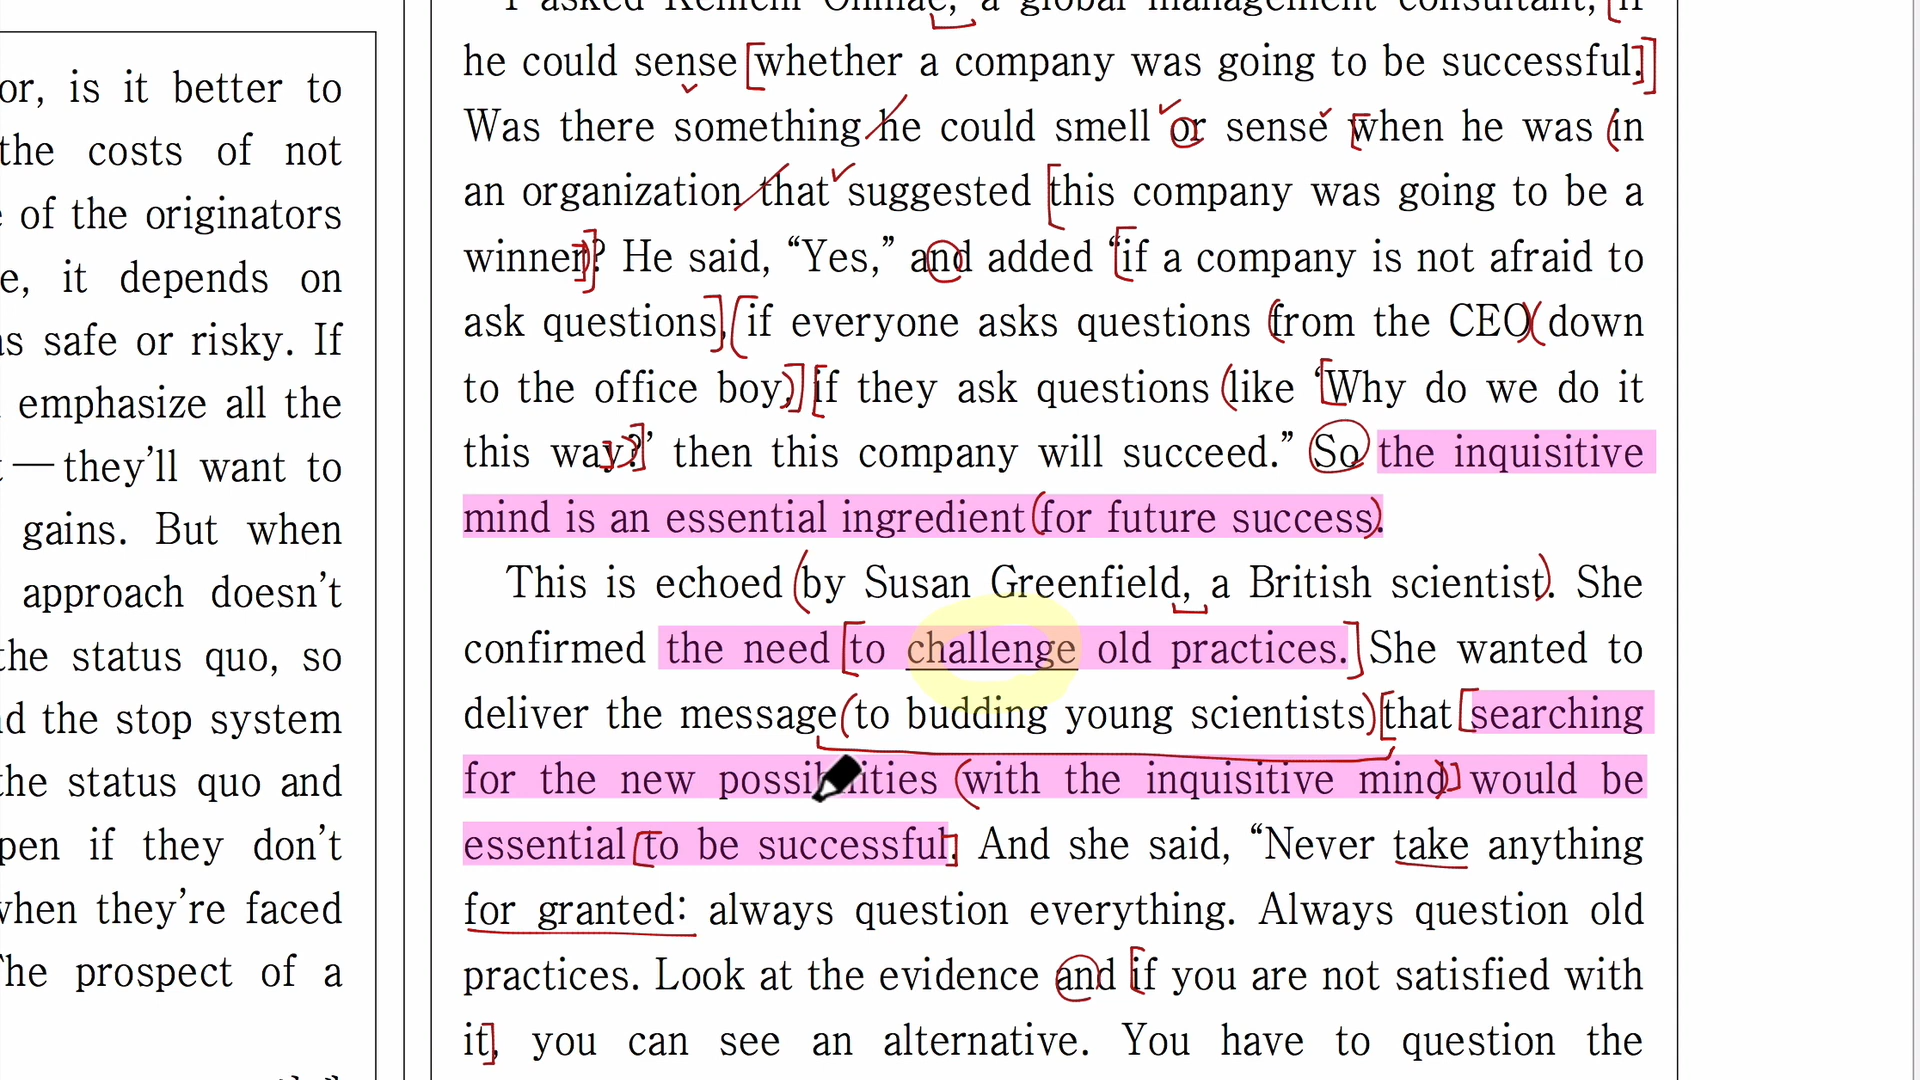 or, is it better to
the costs of not
of the originators
it depends on
safe or risky. If
emphasize all the
— they’ll want to
gains. But when
approach doesn’t
the status quo, so
the stop system
the status quo and
if they don’t
when they’re faced
The prospect of a
I asked Kenichi Ohmae, a global management consultant, if
he could sense whether a company was going to be successful.
Was there something he could smell or sense when he was in
an organization that suggested this company was going to be a
winner? He said, “Yes,” and added “if a company is not afraid to
ask questions, if everyone asks questions from the CEO down
to the office boy, if they ask questions like ‘Why do we do it
this way?’ then this company will succeed.” So the inquisitive
mind is an essential ingredient for future success.
This is echoed by Susan Greenfield, a British scientist. She
confirmed the need to challenge old practices. She wanted to
deliver the message to budding young scientists that searching
for the new possibilities with the inquisitive mind would be
essential to be successful. And she said, “Never take anything
for granted: always question everything. Always question old
practices. Look at the evidence and if you are not satisfied with
it, you can see an alternative. You have to question the